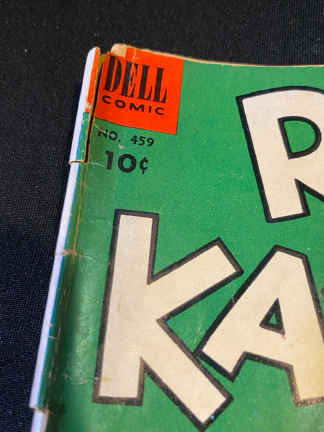 DELL
COMIC
NO. 459
10¢
R
KA